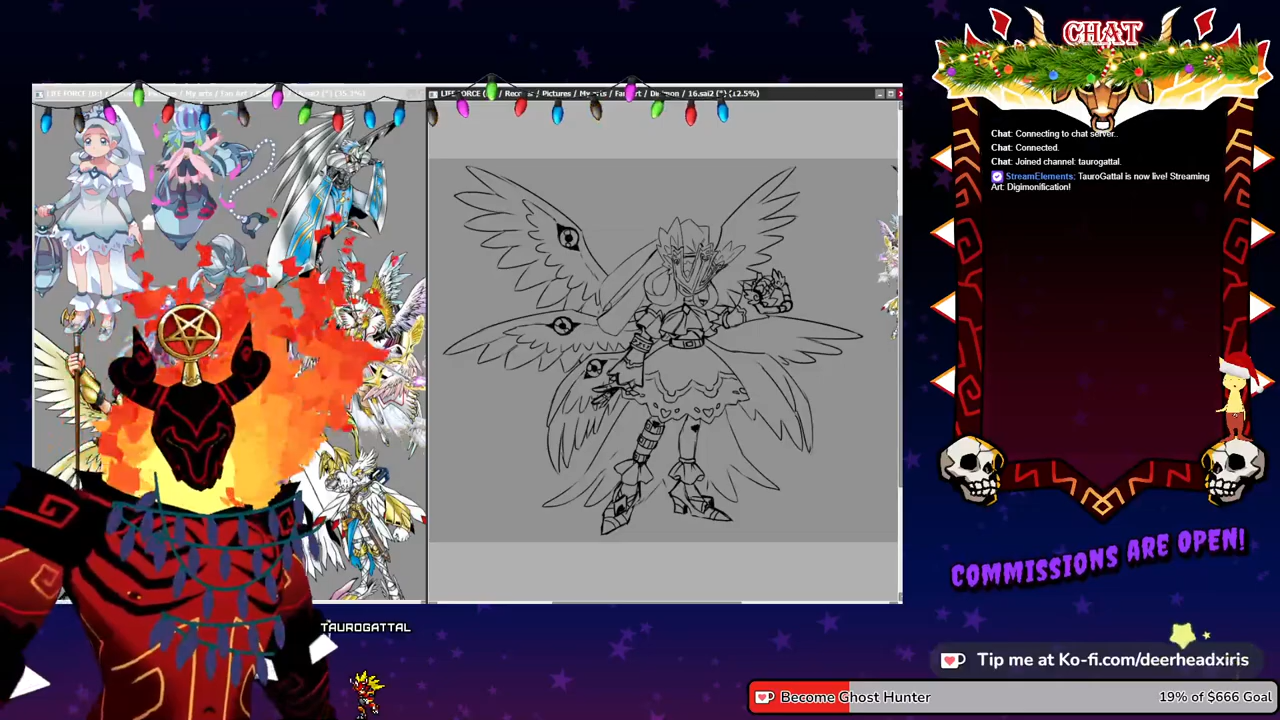 CHAT
Chat: Connecting to chat server..
Chat: Connected.
Chat: Joined channel: taurogattal.
StreamElements: TauroGattal is now live! Streaming
Art: Digimonification!
COMMISSIONS ARE OPEN!
TAUROGATTAL
Tip me at Ko-fi.com/deerheadxiris
Become Ghost Hunter
19% of $666 Goal